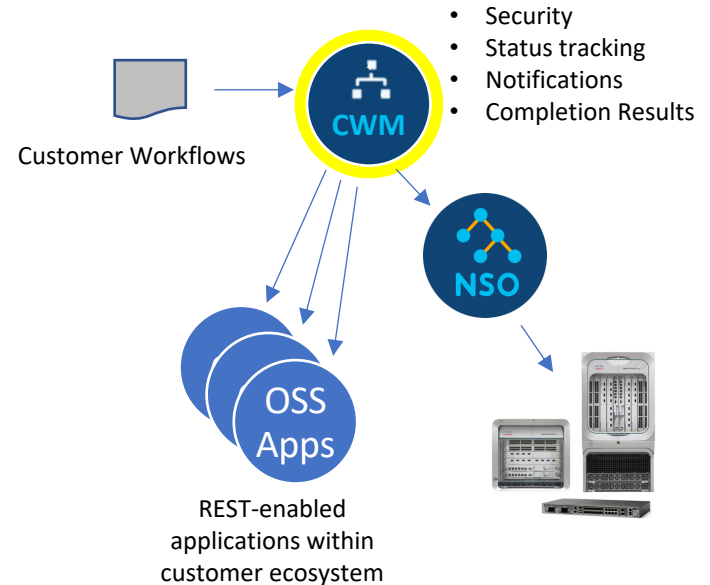 • Security
• Status tracking
• Notifications
• Completion Results
CWM
Customer Workflows
NSO
OSS
Apps
REST-enabled
applications within
customer ecosystem